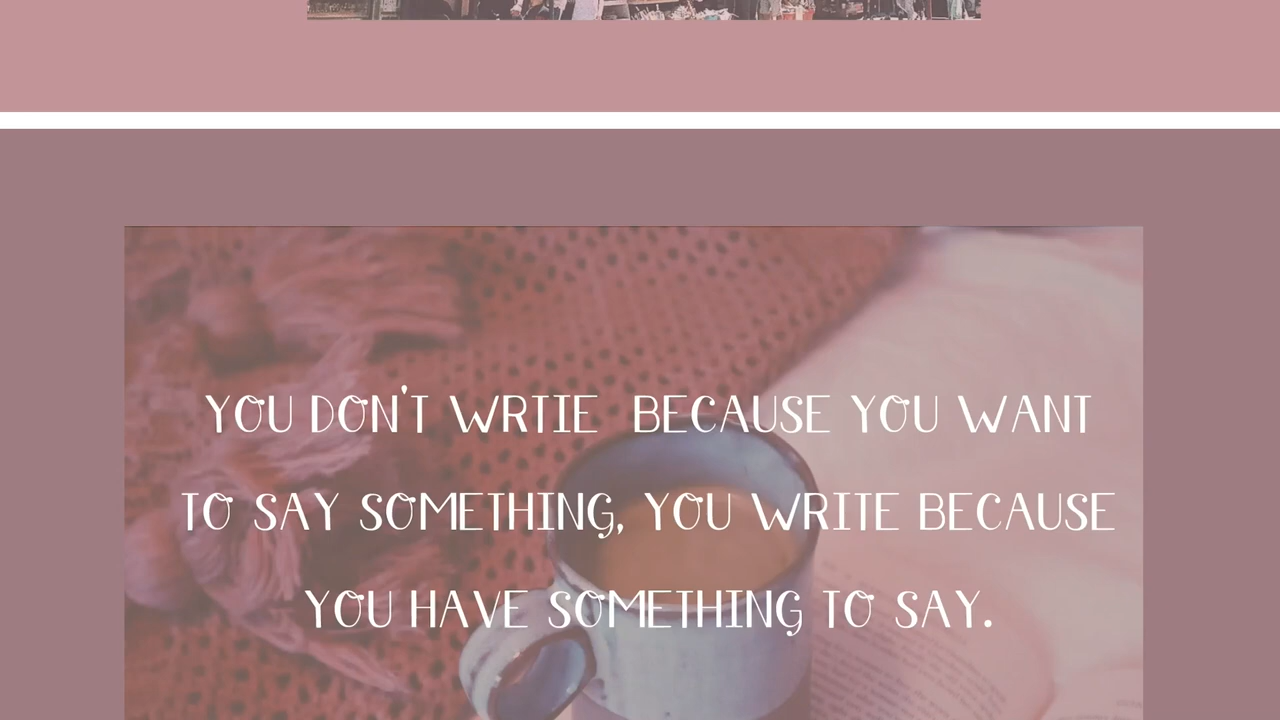 YOU DON'T WRTIE BECAUSE YOU WANT
TO SAY SOMETHING, YOU WRITE BECAUSE
YOU HAVE SOMETHING TO SAY.